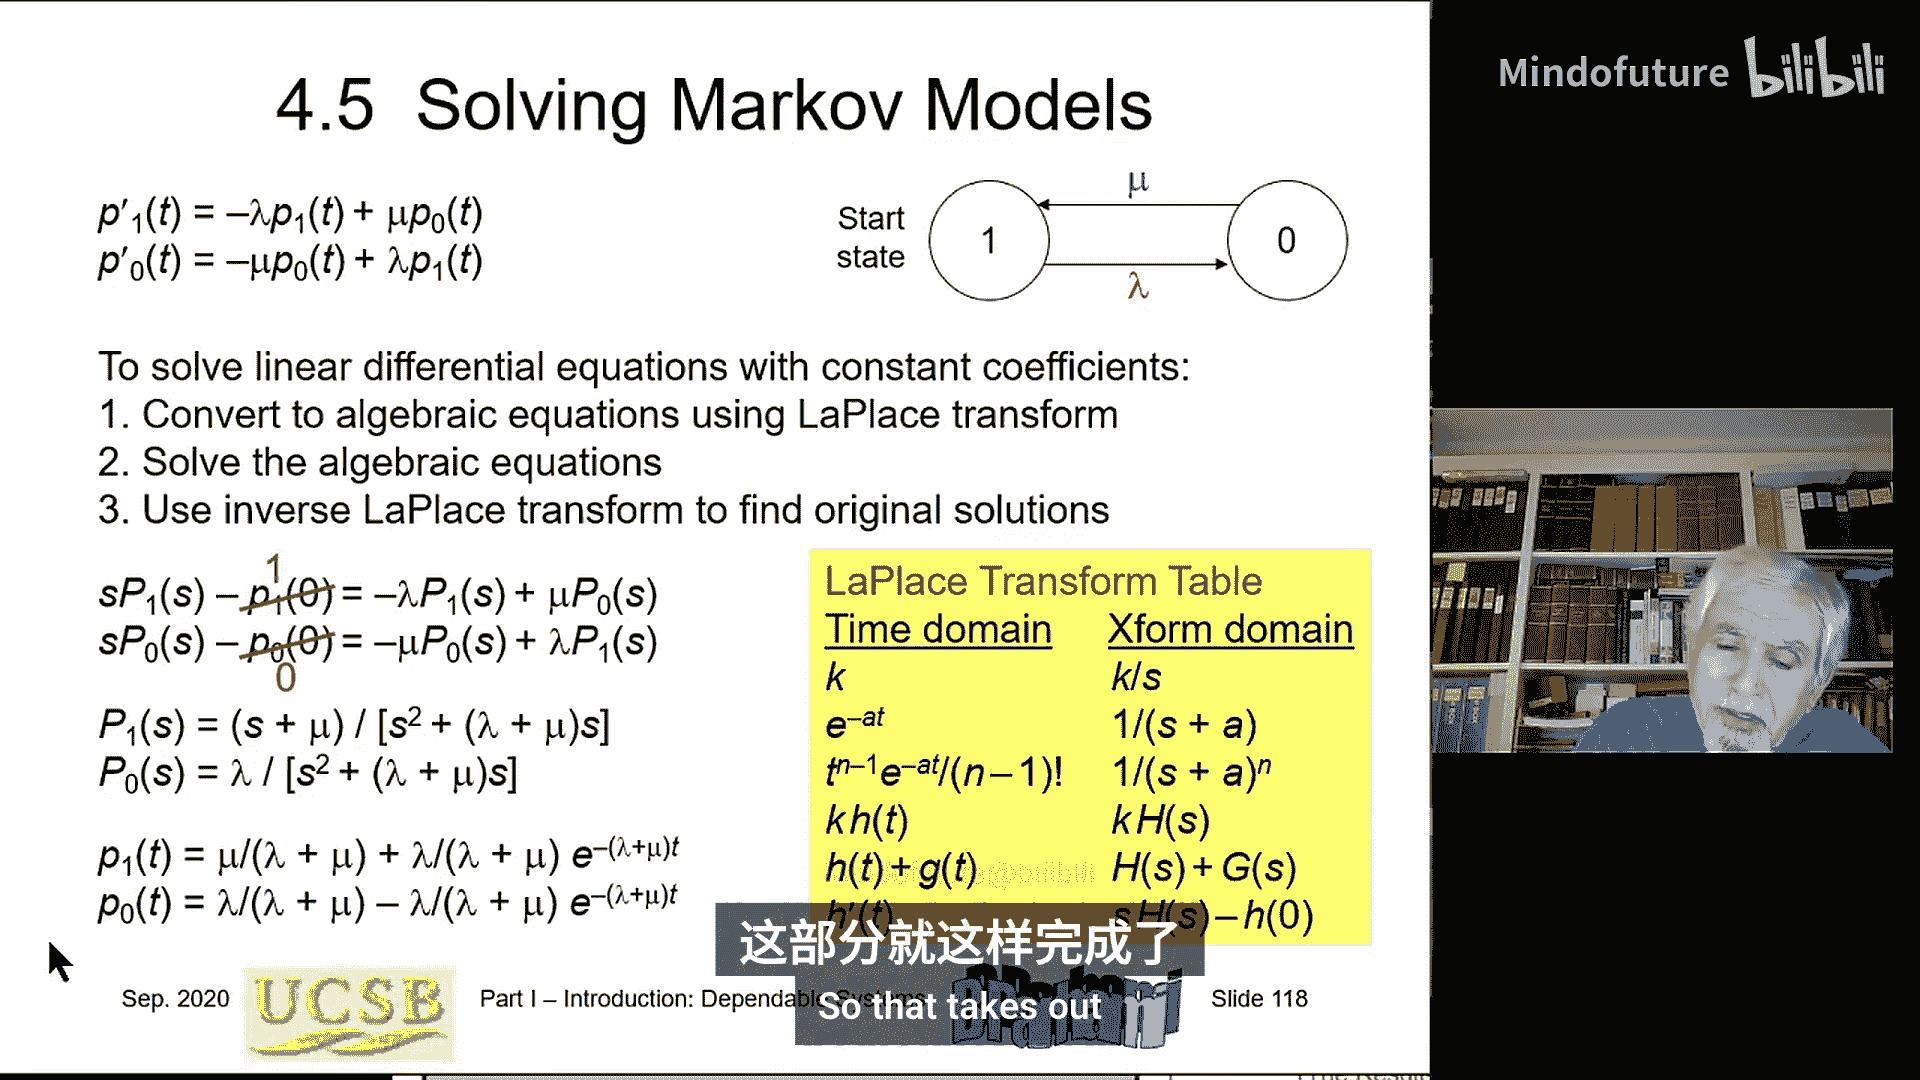 Mindofuture bilibili
4.5 Solving Markov Models
p′₁(t) = –λp₁(t) + μp₀(t)
p′₀(t) = –μp₀(t) + λp₁(t)
Start
state
1
μ
λ
0
To solve linear differential equations with constant coefficients:
1. Convert to algebraic equations using LaPlace transform
2. Solve the algebraic equations
3. Use inverse LaPlace transform to find original solutions
1
sP₁(s) – p₁(0) = –λP₁(s) + μP₀(s)
sP₀(s) – p₀(0) = –μP₀(s) + λP₁(s)
0
P₁(s) = (s + μ) / [s² + (λ + μ)s]
P₀(s) = λ / [s² + (λ + μ)s]
p₁(t) = μ/(λ + μ) + λ/(λ + μ) e^–(λ+μ)t
p₀(t) = λ/(λ + μ) – λ/(λ + μ) e^–(λ+μ)t
LaPlace Transform Table
Time domain Xform domain
k k/s
e^–at 1/(s + a)
t^n–1 e^–at/(n – 1)! 1/(s + a)ⁿ
k h(t) k H(s)
h(t) + g(t) H(s) + G(s)
h′(t) s H(s) – h(0)
这部分就这样完成了
So that takes out
Sep. 2020
UCSB
Part I – Introduction: Dependable Systems
Slide 118